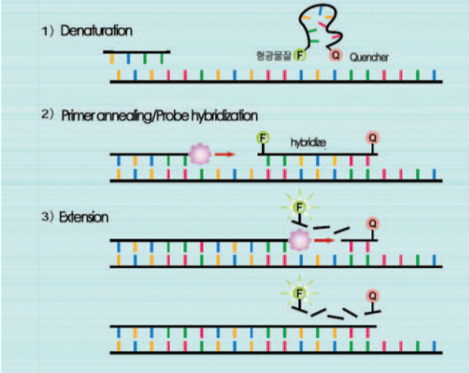 1) Denaturation
형광물질 F Q Quencher
2) Primer annealing/Probe hybridization
F hybridize Q
3) Extension
F
Q
F Q